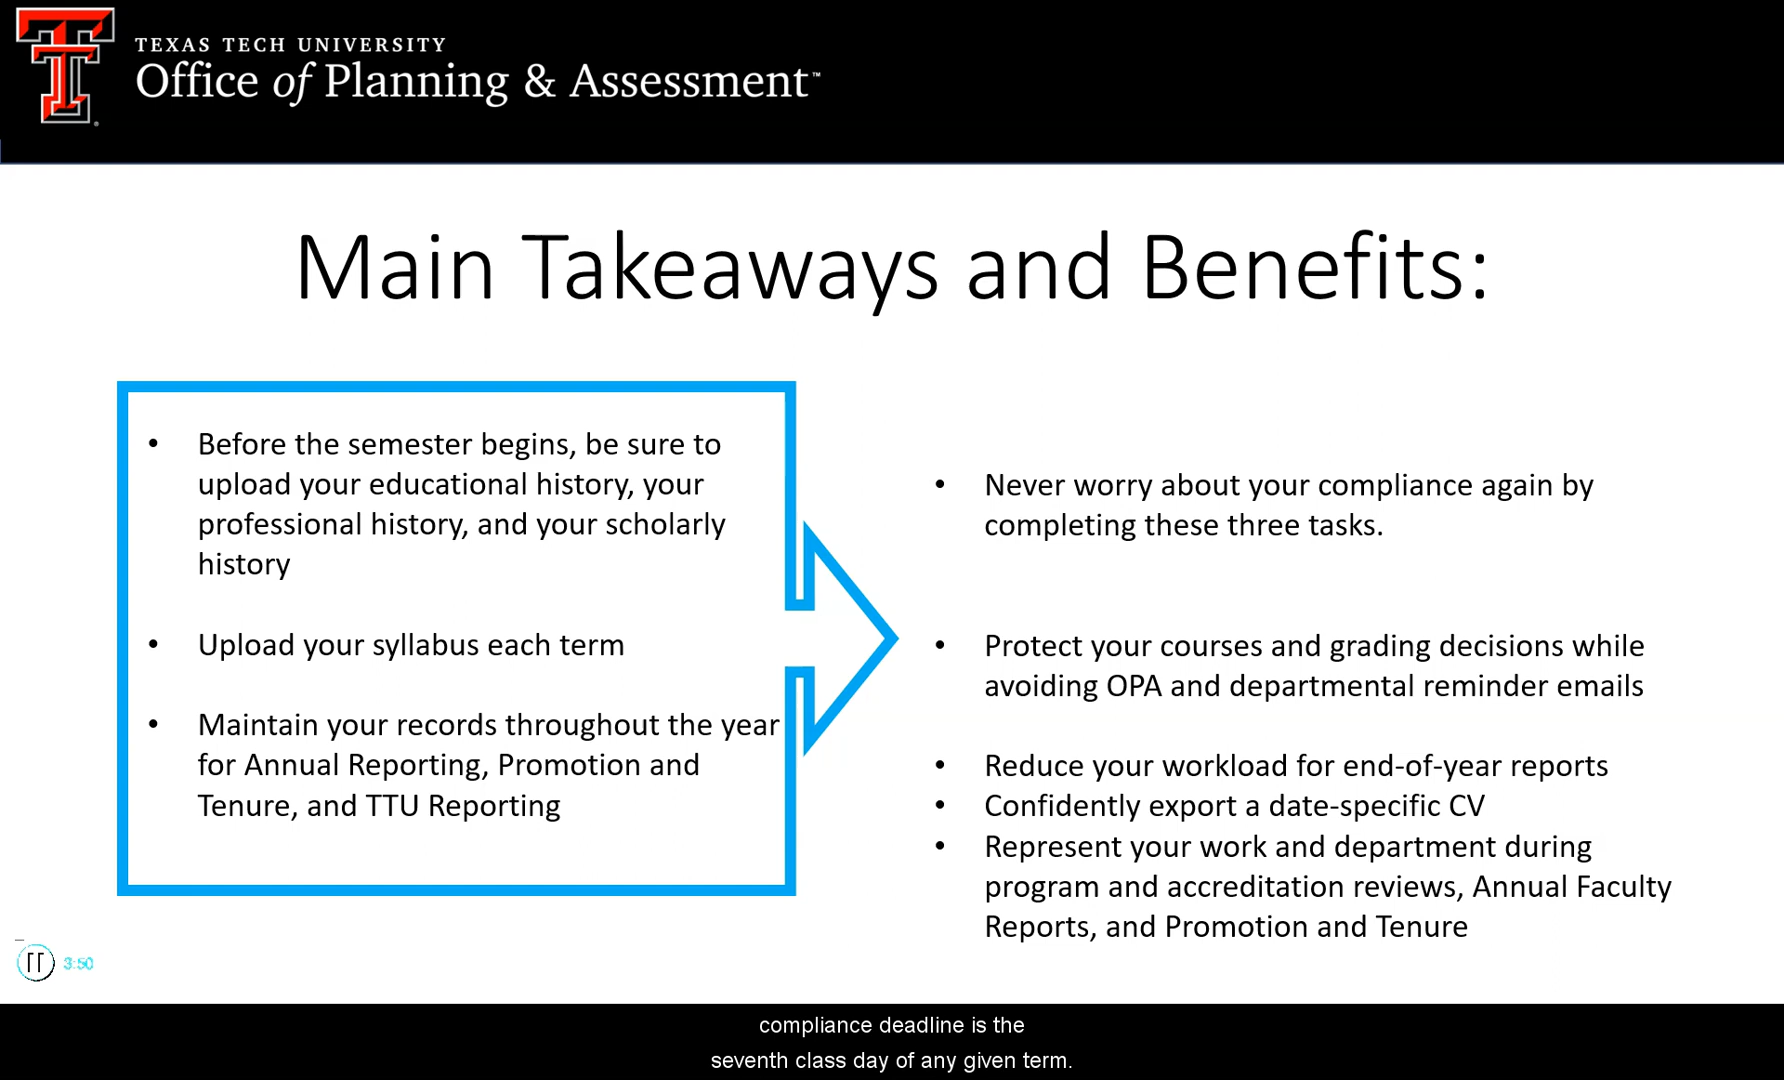 TEXAS TECH UNIVERSITY
Office of Planning & Assessment™
Main Takeaways and Benefits:
• Before the semester begins, be sure to
upload your educational history, your
professional history, and your scholarly
history
• Upload your syllabus each term
• Maintain your records throughout the year
for Annual Reporting, Promotion and
Tenure, and TTU Reporting
• Never worry about your compliance again by
completing these three tasks.
• Protect your courses and grading decisions while
avoiding OPA and departmental reminder emails
• Reduce your workload for end-of-year reports
• Confidently export a date-specific CV
• Represent your work and department during
program and accreditation reviews, Annual Faculty
Reports, and Promotion and Tenure
3:50
compliance deadline is the
seventh class day of any given term.